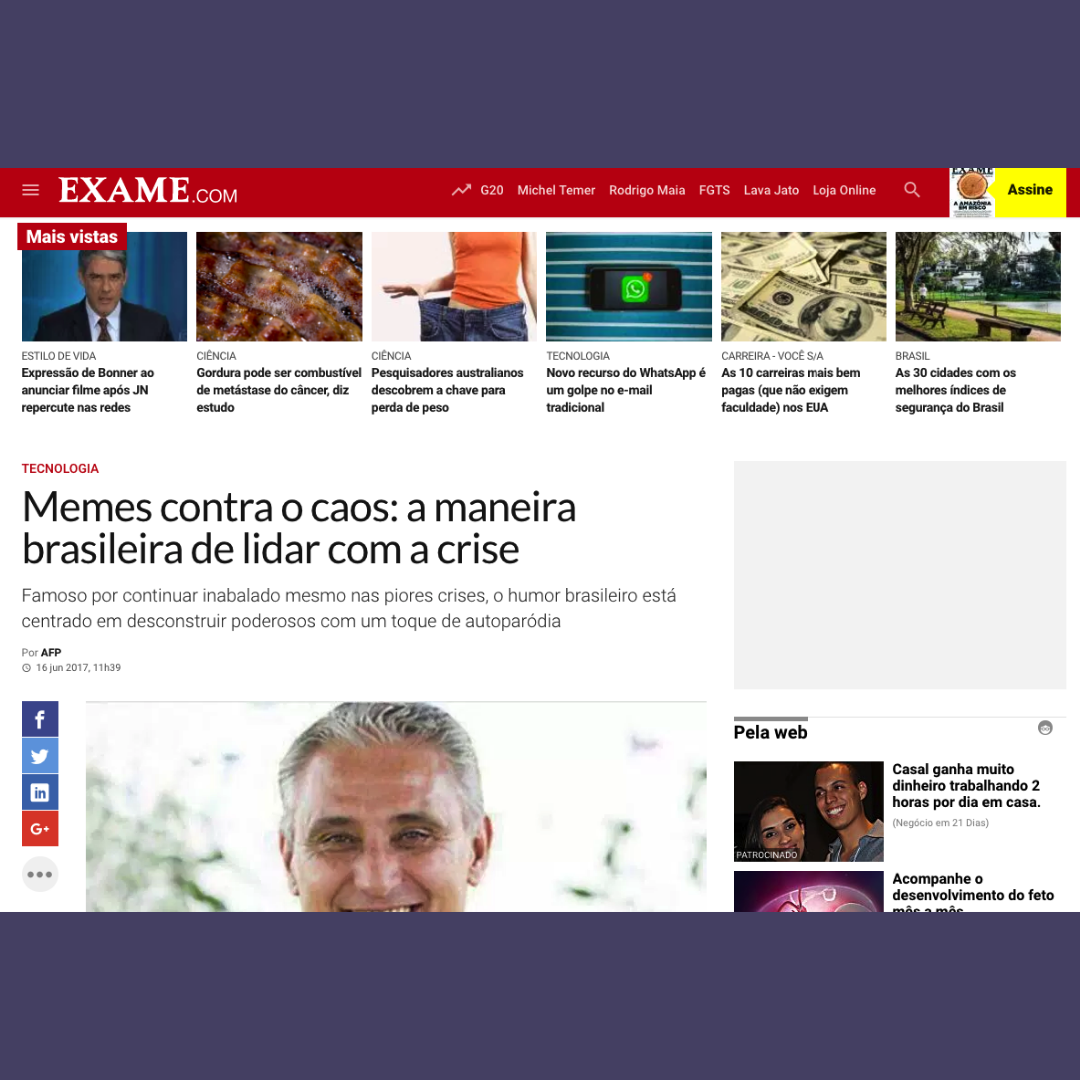 EXAME.COM
G20 Michel Temer Rodrigo Maia FGTS Lava Jato Loja Online
EXAME
A AMAZÔNIA
EM RISCO
Assine
Mais vistas
ESTILO DE VIDA
Expressão de Bonner ao
anunciar filme após JN
repercute nas redes
CIÊNCIA
Gordura pode ser combustível
de metástase do câncer, diz
estudo
CIÊNCIA
Pesquisadores australianos
descobrem a chave para
perda de peso
TECNOLOGIA
Novo recurso do WhatsApp é
um golpe no e-mail
tradicional
CARREIRA - VOCÊ S/A
As 10 carreiras mais bem
pagas (que não exigem
faculdade) nos EUA
BRASIL
As 30 cidades com os
melhores índices de
segurança do Brasil
TECNOLOGIA
Memes contra o caos: a maneira
brasileira de lidar com a crise
Famoso por continuar inabalado mesmo nas piores crises, o humor brasileiro está
centrado em desconstruir poderosos com um toque de autoparódia
Por AFP
16 jun 2017, 11h39
f
in
G+
Pela web
PATROCINADO
Casal ganha muito
dinheiro trabalhando 2
horas por dia em casa.
(Negócio em 21 Dias)
Acompanhe o
desenvolvimento do feto
mês a mês